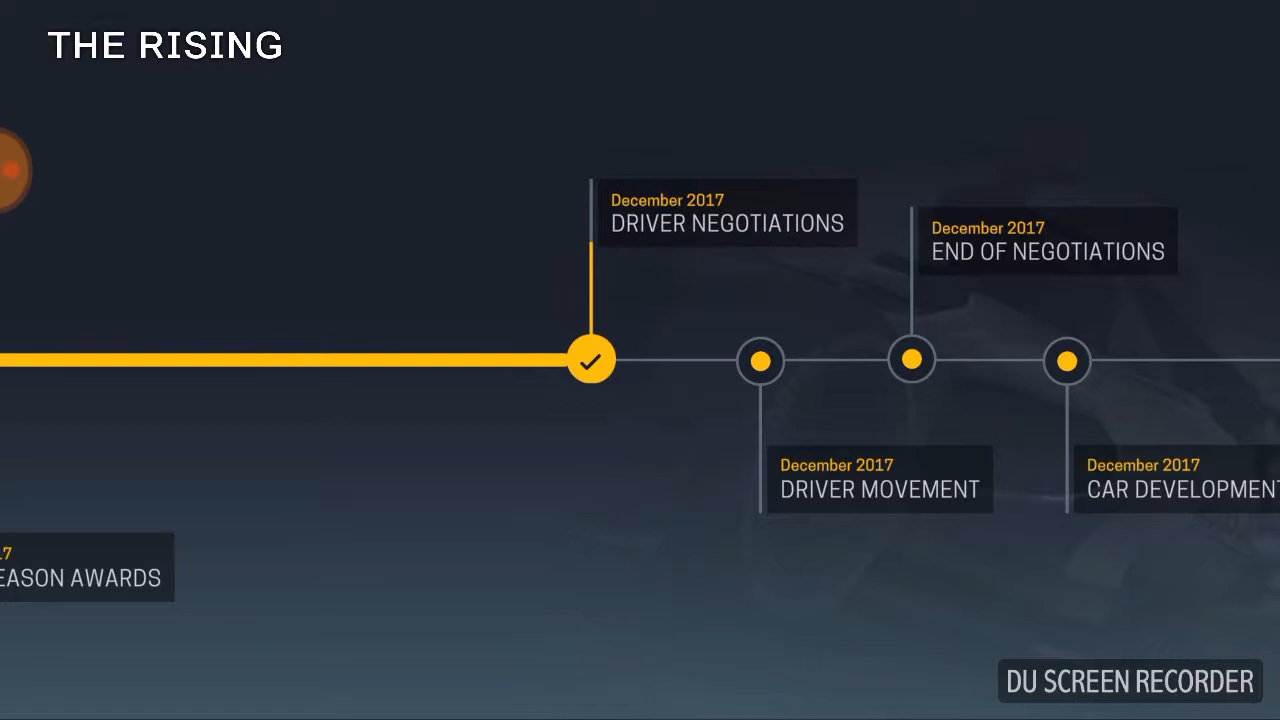 THE RISING
December 2017
DRIVER NEGOTIATIONS
December 2017
END OF NEGOTIATIONS
December 2017
DRIVER MOVEMENT
December 2017
CAR DEVELOPMENT
17
EASON AWARDS
DU SCREEN RECORDER